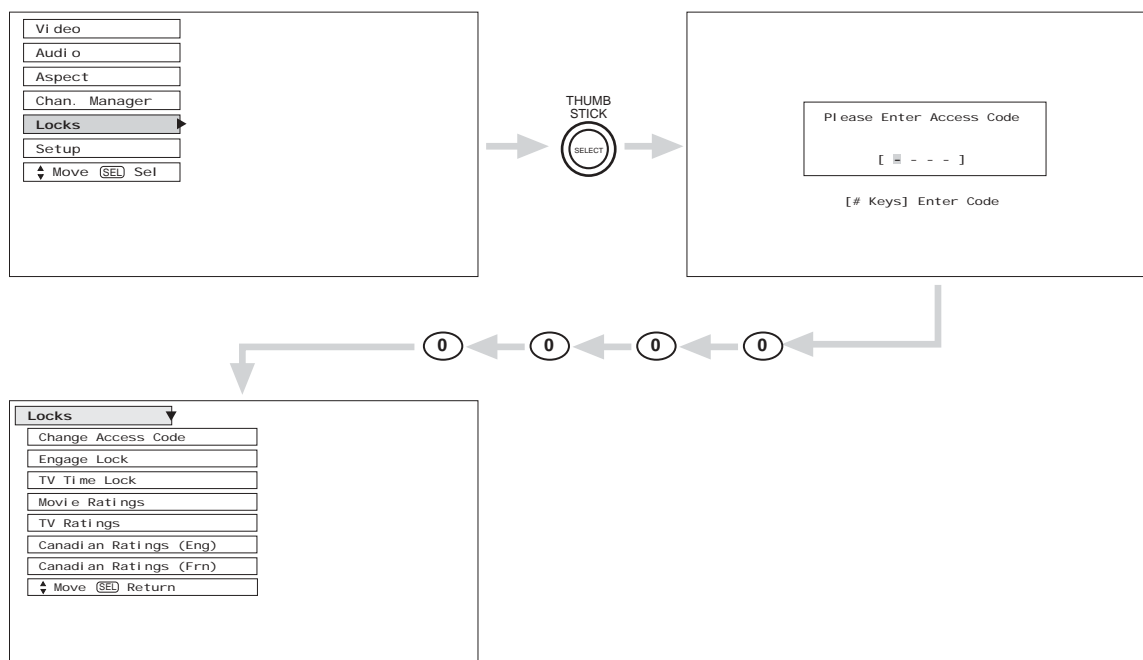 Video
Audio
Aspect
Chan. Manager
Locks
Setup
Move SEL Sel
THUMB
STICK
SELECT
Please Enter Access Code
[ - - - - ]
[# Keys] Enter Code
0 0 0 0
Locks
Change Access Code
Engage Lock
TV Time Lock
Movie Ratings
TV Ratings
Canadian Ratings (Eng)
Canadian Ratings (Frn)
Move SEL Return